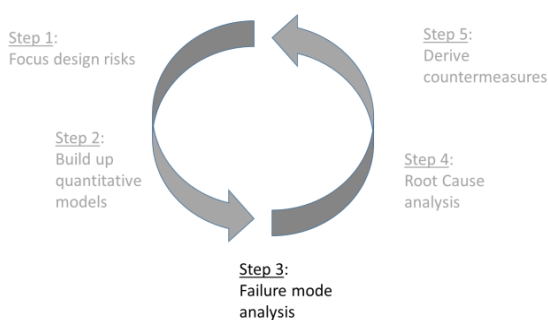 Step 1:
Focus design risks
Step 2:
Build up
quantitative
models
Step 3:
Failure mode
analysis
Step 4:
Root Cause
analysis
Step 5:
Derive
countermeasures